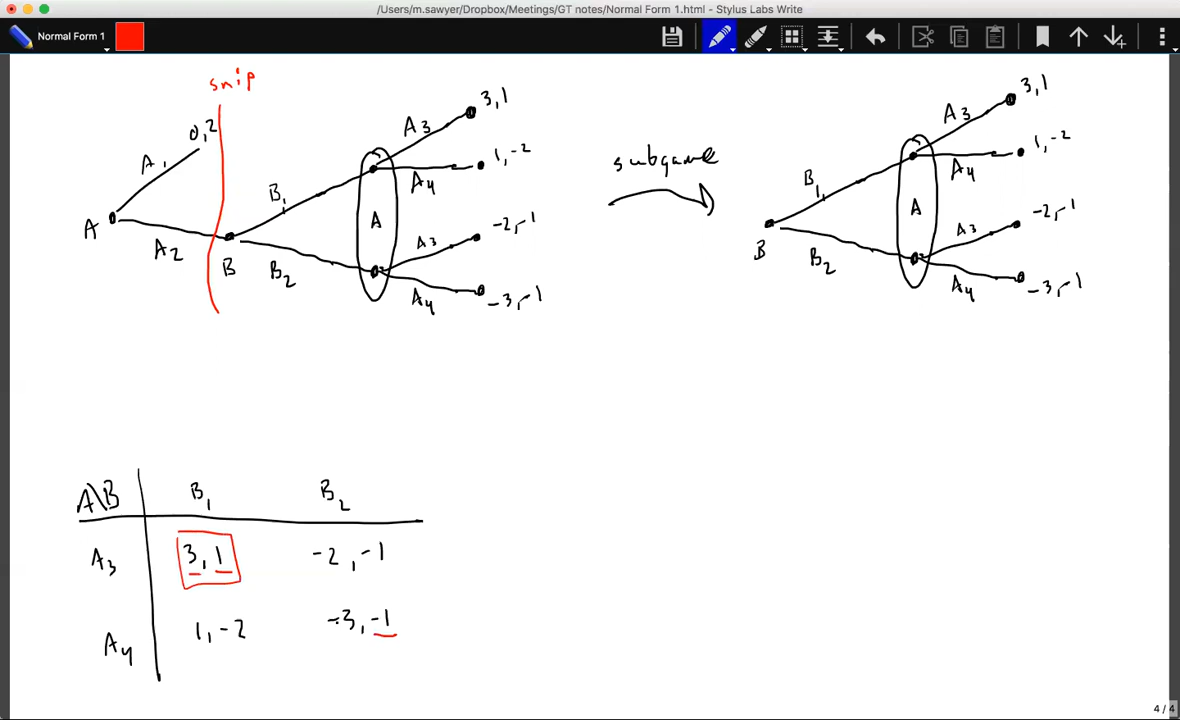 /Users/m.sawyer/Dropbox/Meetings/GT notes/Normal Form 1.html - Stylus Labs Write
Normal Form 1
snip
0,2
A1
A
A2
B
B1
B2
A
A3
3,1
A4
1,-2
A3
-2,-1
A4
-3,-1
subgame
B
B1
B2
A
A3
3,1
A4
1,-2
A3
-2,-1
A4
-3,-1
A\B B1 B2
A3 3,1 -2,-1
A4 1,-2 -3,-1
4 / 4